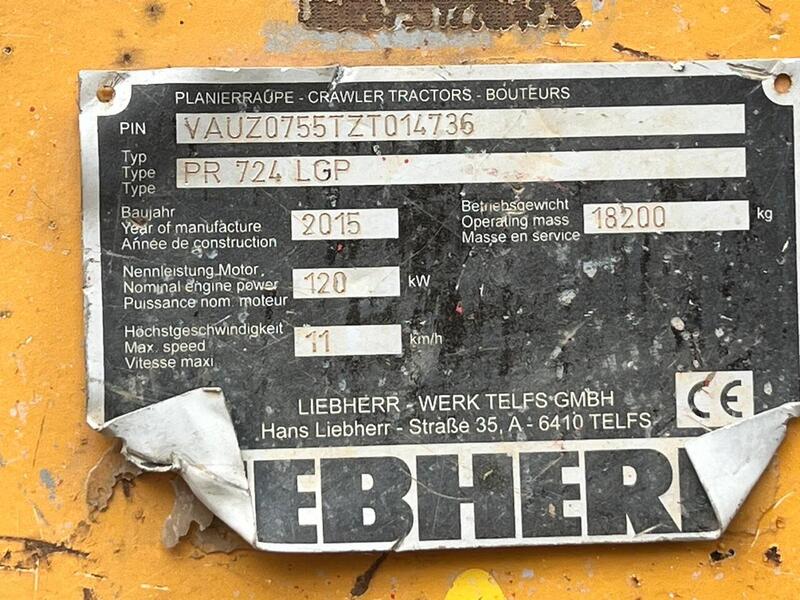 PLANIERRAUPE - CRAWLER TRACTORS - BOUTEURS
PIN VAUZ0755TZT014736
Typ
Type PR 724 LGP
Type
Baujahr
Year of manufacture 2015
Année de construction
Betriebsgewicht
Operating mass 18200 kg
Masse en service
Nennleistung Motor
Nominal engine power 120 kW
Puissance nom. moteur
Höchstgeschwindigkeit
Max. speed 11 km/h
Vitesse maxi
LIEBHERR - WERK TELFS GMBH
Hans Liebherr - Straße 35, A - 6410 TELFS
CE
EBHER